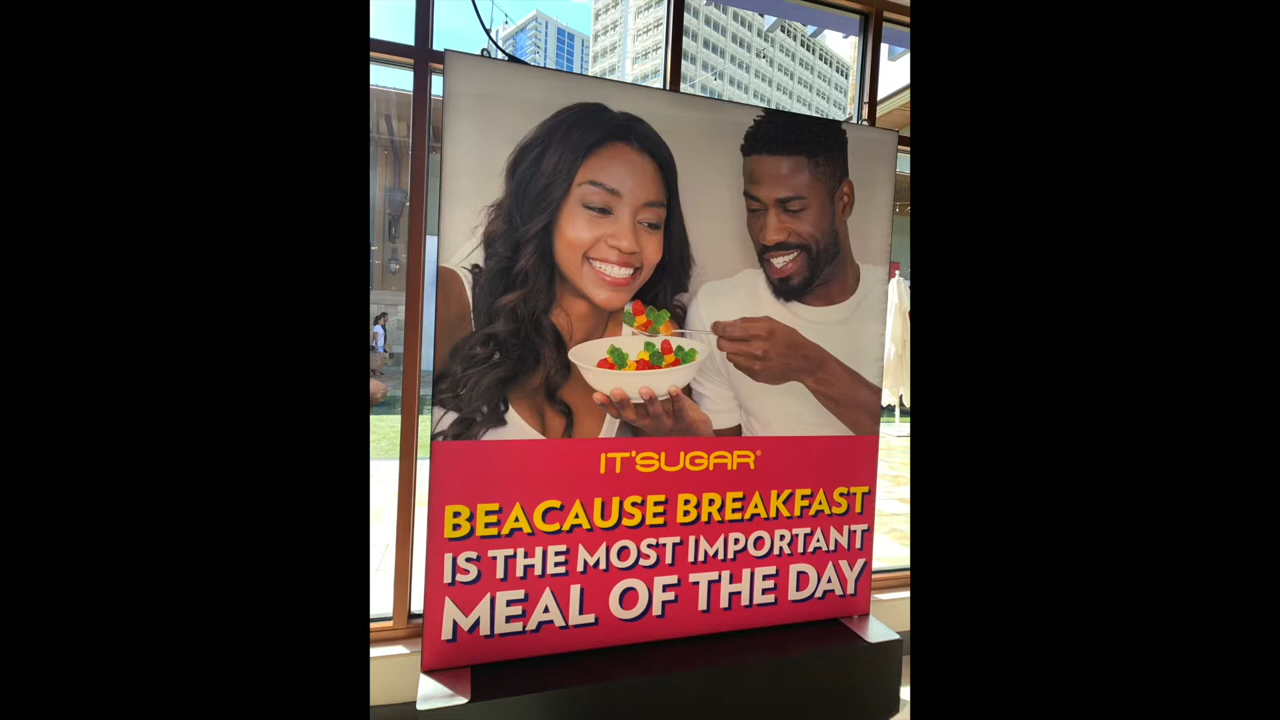 IT'SUGAR®
BEACAUSE BREAKFAST
IS THE MOST IMPORTANT
MEAL OF THE DAY